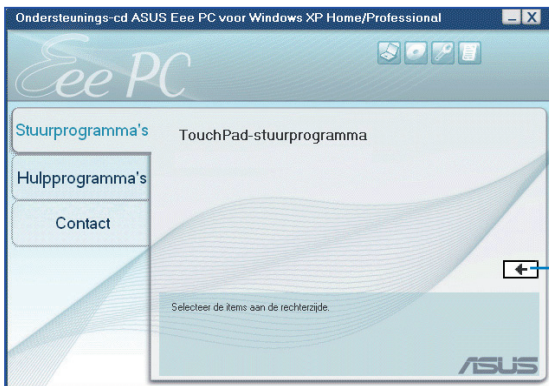 Ondersteunings-cd ASUS Eee PC voor Windows XP Home/Professional
Eee PC
Stuurprogramma's
TouchPad-stuurprogramma
Hulpprogramma's
Contact
Selecteer de items aan de rechterzijde.
ASUS